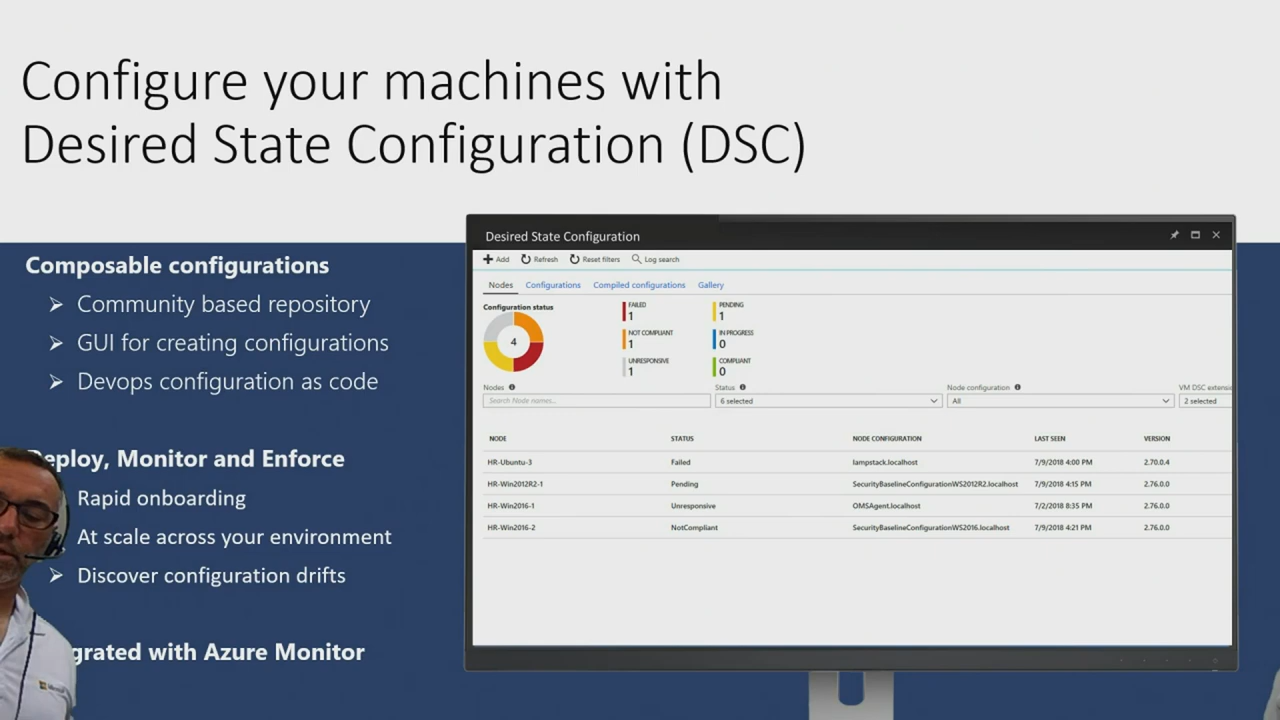 Configure your machines with
Desired State Configuration (DSC)
Composable configurations
Community based repository
GUI for creating configurations
Devops configuration as code
Deploy, Monitor and Enforce
Rapid onboarding
At scale across your environment
Discover configuration drifts
grated with Azure Monitor
Desired State Configuration
Add Refresh Reset filters Log search
Nodes Configurations Compiled configurations Gallery
Configuration status
4
FAILED
1
PENDING
1
NOT COMPLIANT
1
IN PROGRESS
0
UNRESPONSIVE
1
COMPLIANT
0
Nodes Status Node configuration VM DSC extensi
Search Node names... 6 selected All 2 selected
NODE STATUS NODE CONFIGURATION LAST SEEN VERSION
HR-Ubuntu-3 Failed lampstack.localhost 7/9/2018 4:00 PM 2.70.0.4
HR-Win2012R2-1 Pending SecurityBaselineConfigurationWS2012R2.localhost 7/9/2018 4:15 PM 2.76.0.0
HR-Win2016-1 Unresponsive OMSAgent.localhost 7/2/2018 8:35 PM 2.76.0.0
HR-Win2016-2 NotCompliant SecurityBaselineConfigurationWS2016.localhost 7/9/2018 4:21 PM 2.76.0.0